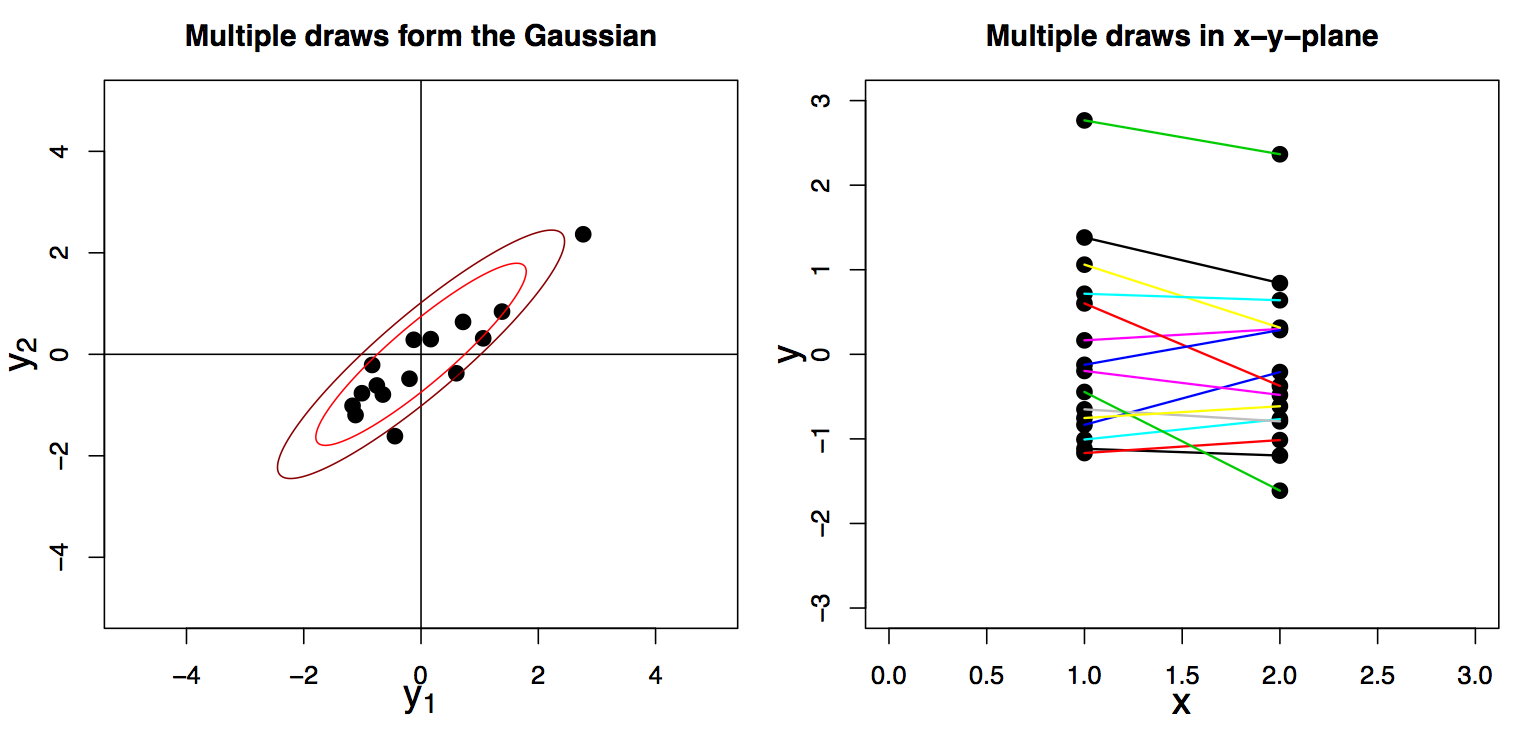 Multiple draws form the Gaussian
4
2
0
−2
−4
y2
−4 −2 0 2 4
y1
Multiple draws in x−y−plane
3
2
1
0
−1
−2
−3
y
0.0 0.5 1.0 1.5 2.0 2.5 3.0
x